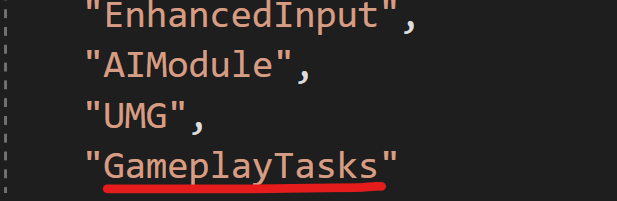 "EnhancedInput",
"AIModule",
"UMG",
"GameplayTasks"